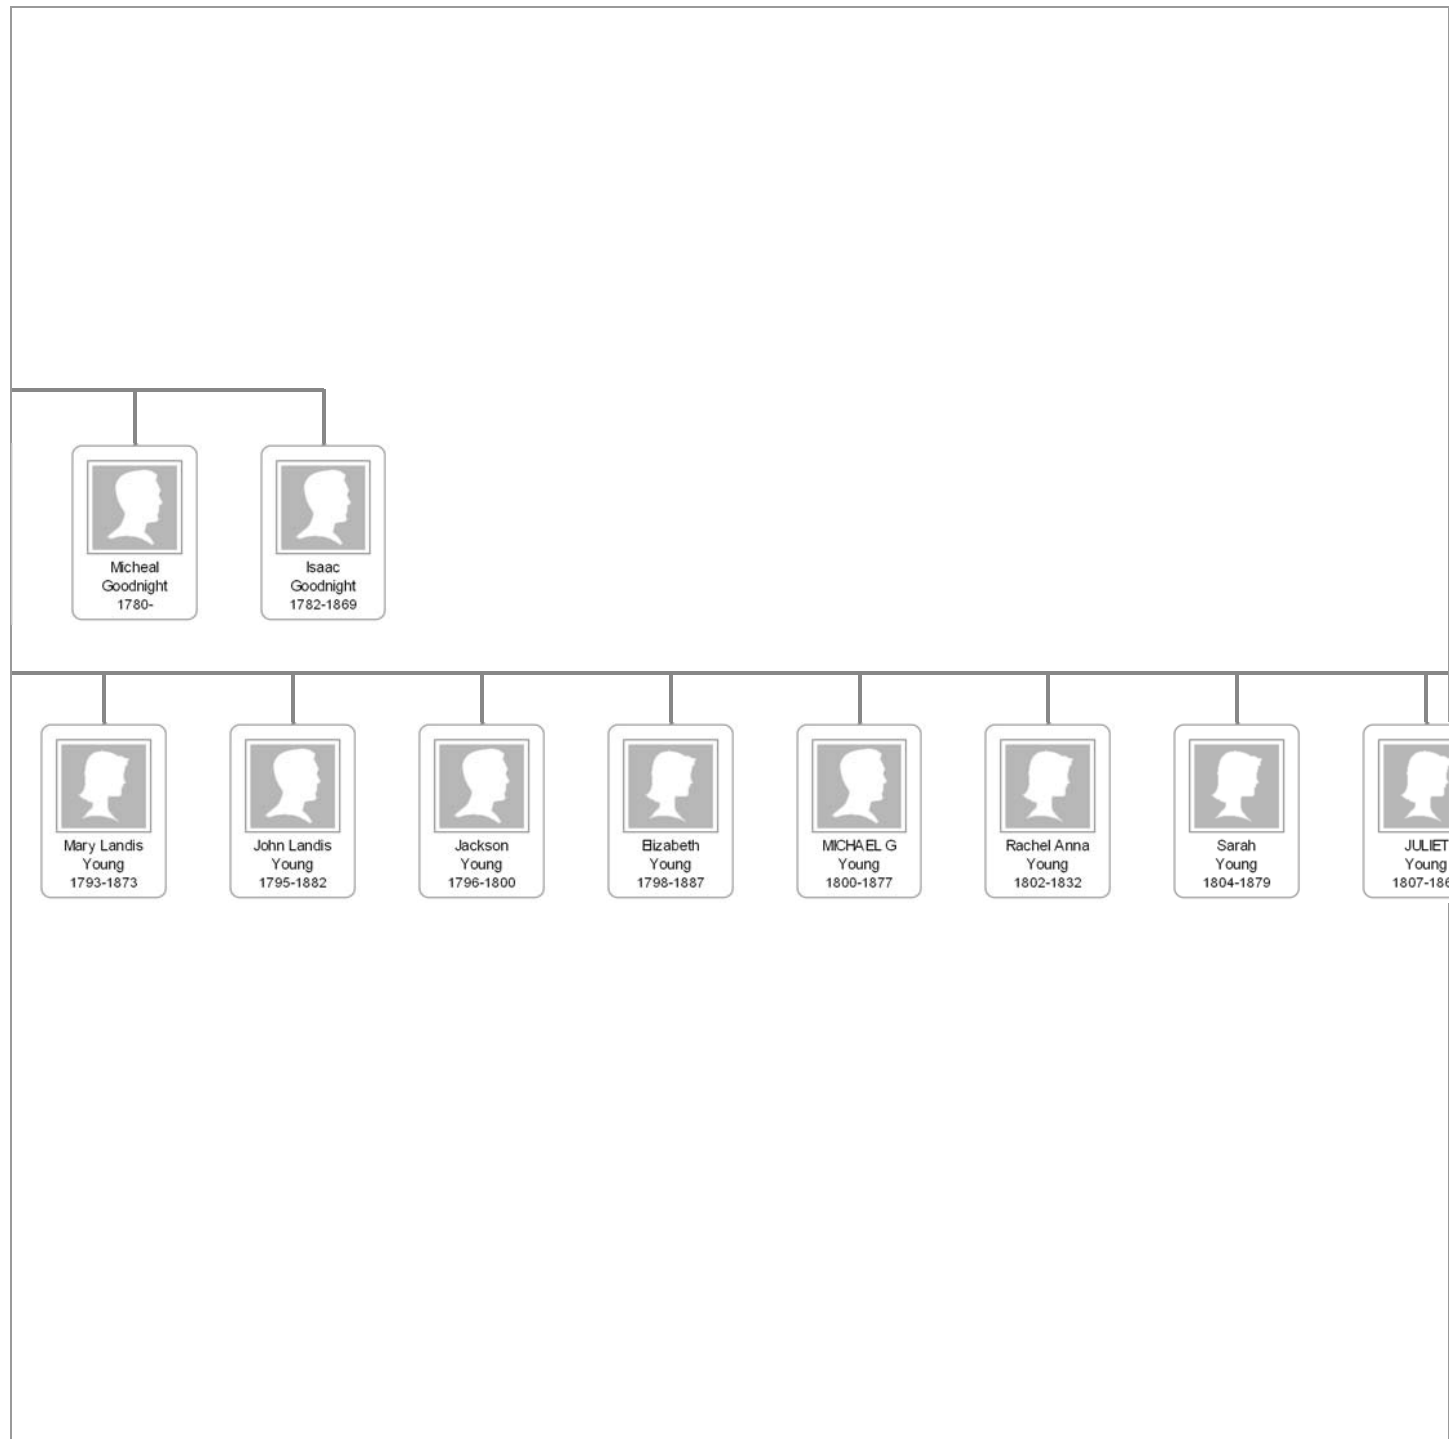 Micheal
Goodnight
1780-
Isaac
Goodnight
1782-1869
Mary Landis
Young
1793-1873
John Landis
Young
1795-1882
Jackson
Young
1796-1800
Elizabeth
Young
1798-1887
MICHAEL G
Young
1800-1877
Rachel Anna
Young
1802-1832
Sarah
Young
1804-1879
JULIET
Young
1807-186